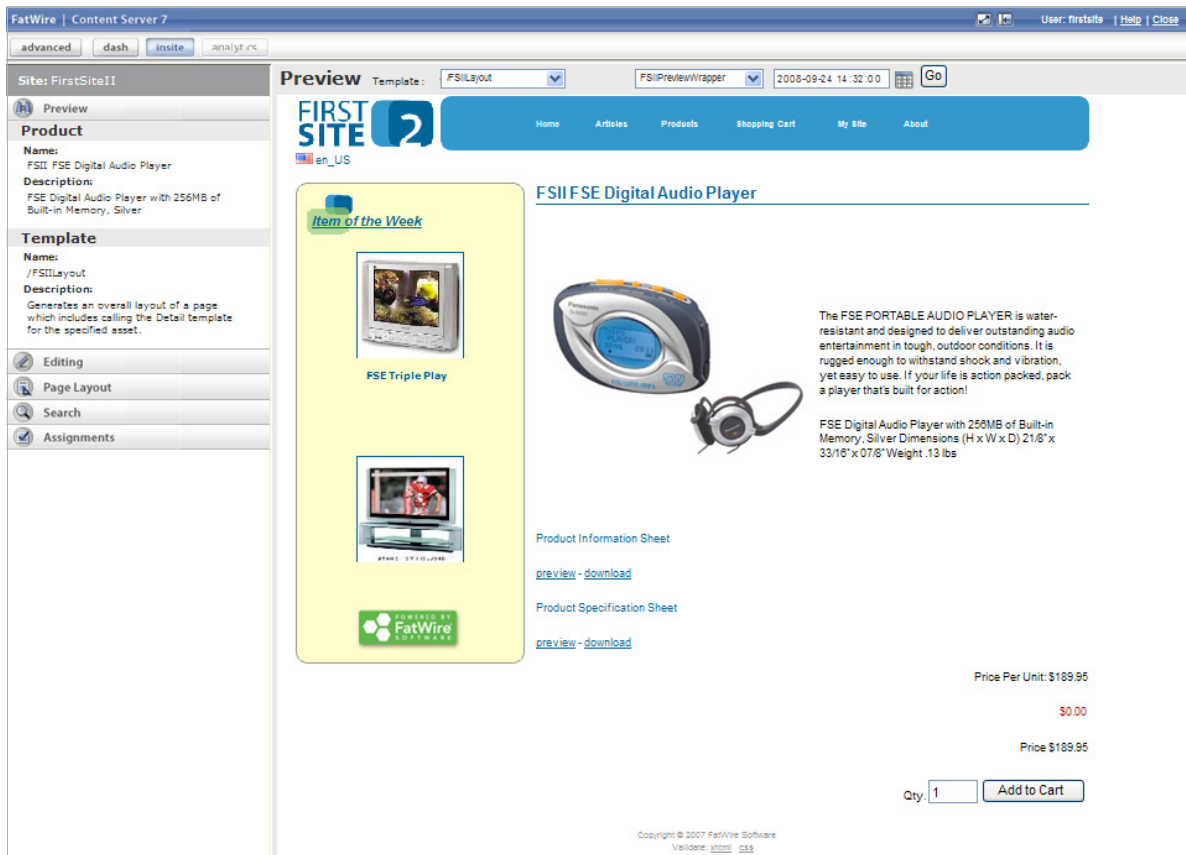 FatWire | Content Server 7
User: firstsite | Help | Close
advanced dash insite analytics
Site: FirstSiteII
Preview
Product
Name:
FSII FSE Digital Audio Player
Description:
FSE Digital Audio Player with 256MB of
Built-in Memory, Silver
Template
Name:
/FSIILayout
Description:
Generates an overall layout of a page
which includes calling the Detail template
for the specified asset.
Editing
Page Layout
Search
Assignments
Preview Template: /FSIILayout FSIIPreviewWrapper 2008-09-24 14:32:00 Go
FIRST
SITE 2
Home Articles Products Shopping Cart My Site About
en_US
Item of the Week
FSE Triple Play
POWERED BY
FatWire
SOFTWARE
FSII FSE Digital Audio Player
Panasonic
The FSE PORTABLE AUDIO PLAYER is water-
resistant and designed to deliver outstanding audio
entertainment in tough, outdoor conditions. It is
rugged enough to withstand shock and vibration,
yet easy to use. If your life is action packed, pack
a player that's built for action!
FSE Digital Audio Player with 256MB of Built-in
Memory, Silver Dimensions (H x W x D) 21/8" x
33/16" x 07/8" Weight .13 lbs
Product Information Sheet
preview - download
Product Specification Sheet
preview - download
Price Per Unit: $189.95
$0.00
Price $189.95
Qty. 1 Add to Cart
Copyright © 2007 FatWire Software
Validate: xhtml css